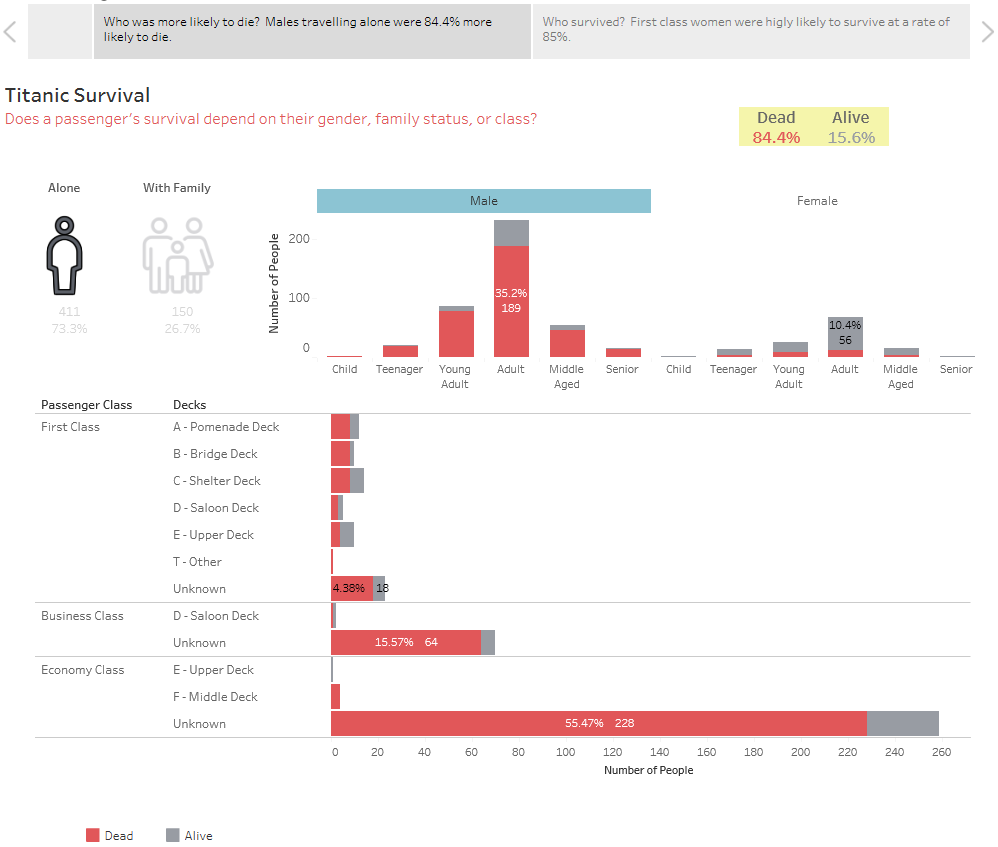 Who was more likely to die? Males travelling alone were 84.4% more
likely to die.
Who survived? First class women were higly likely to survive at a rate of
85%.
Titanic Survival
Does a passenger's survival depend on their gender, family status, or class?
Dead Alive
84.4% 15.6%
Alone With Family
411 150
73.3% 26.7%
Male Female
Number of People
200
100
0
35.2%
189
10.4%
56
Child Teenager Young Adult Adult Middle Aged Senior Child Teenager Young Adult Adult Middle Aged Senior
Passenger Class Decks
First Class A - Pomenade Deck
B - Bridge Deck
C - Shelter Deck
D - Saloon Deck
E - Upper Deck
T - Other
Unknown 4.38% 18
Business Class D - Saloon Deck
Unknown 15.57% 64
Economy Class E - Upper Deck
F - Middle Deck
Unknown 55.47% 228
0 20 40 60 80 100 120 140 160 180 200 220 240 260
Number of People
Dead Alive